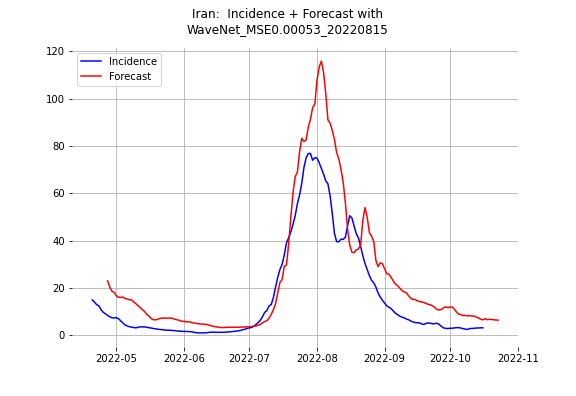 Iran:  Incidence + Forecast with
WaveNet_MSE0.00053_20220815
Incidence
Forecast
120
100
80
60
40
20
0
2022-05 2022-06 2022-07 2022-08 2022-09 2022-10 2022-11